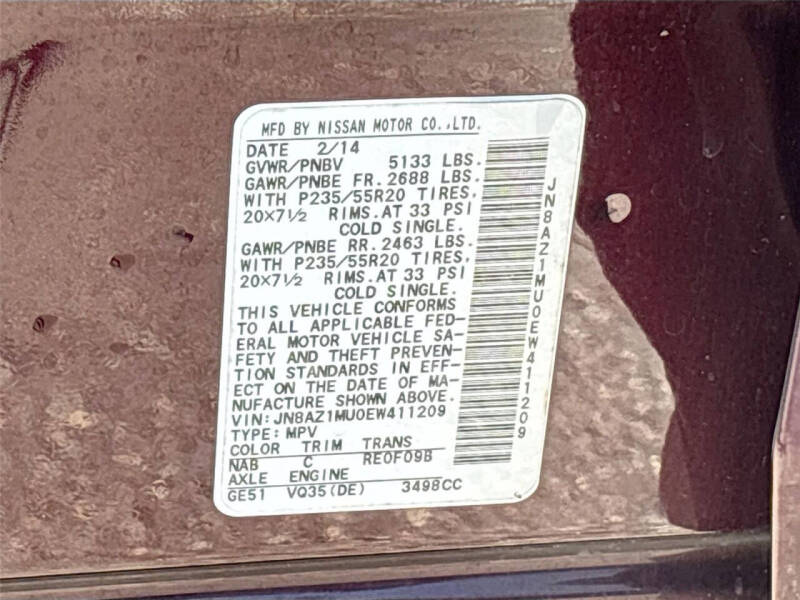 MFD BY NISSAN MOTOR CO.,LTD.
DATE 2/14
GVWR/PNBV 5133 LBS.
GAWR/PNBE FR. 2688 LBS.
WITH P235/55R20 TIRES.
20×7½ RIMS.AT 33 PSI
COLD SINGLE.
GAWR/PNBE RR. 2463 LBS.
WITH P235/55R20 TIRES.
20×7½ RIMS.AT 33 PSI
COLD SINGLE.
THIS VEHICLE CONFORMS
TO ALL APPLICABLE FED-
ERAL MOTOR VEHICLE SA-
FETY AND THEFT PREVEN-
TION STANDARDS IN EFF-
ECT ON THE DATE OF MA-
NUFACTURE SHOWN ABOVE.
VIN:JN8AZ1MU0EW411209
TYPE:MPV
COLOR TRIM TRANS
NAB C RE0F09B
AXLE ENGINE
GE51 VQ35(DE) 3498CC
JN8AZ1MU0EW411209